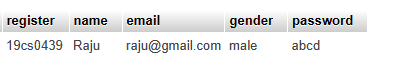 register name email gender password
19cs0439 Raju raju@gmail.com male abcd